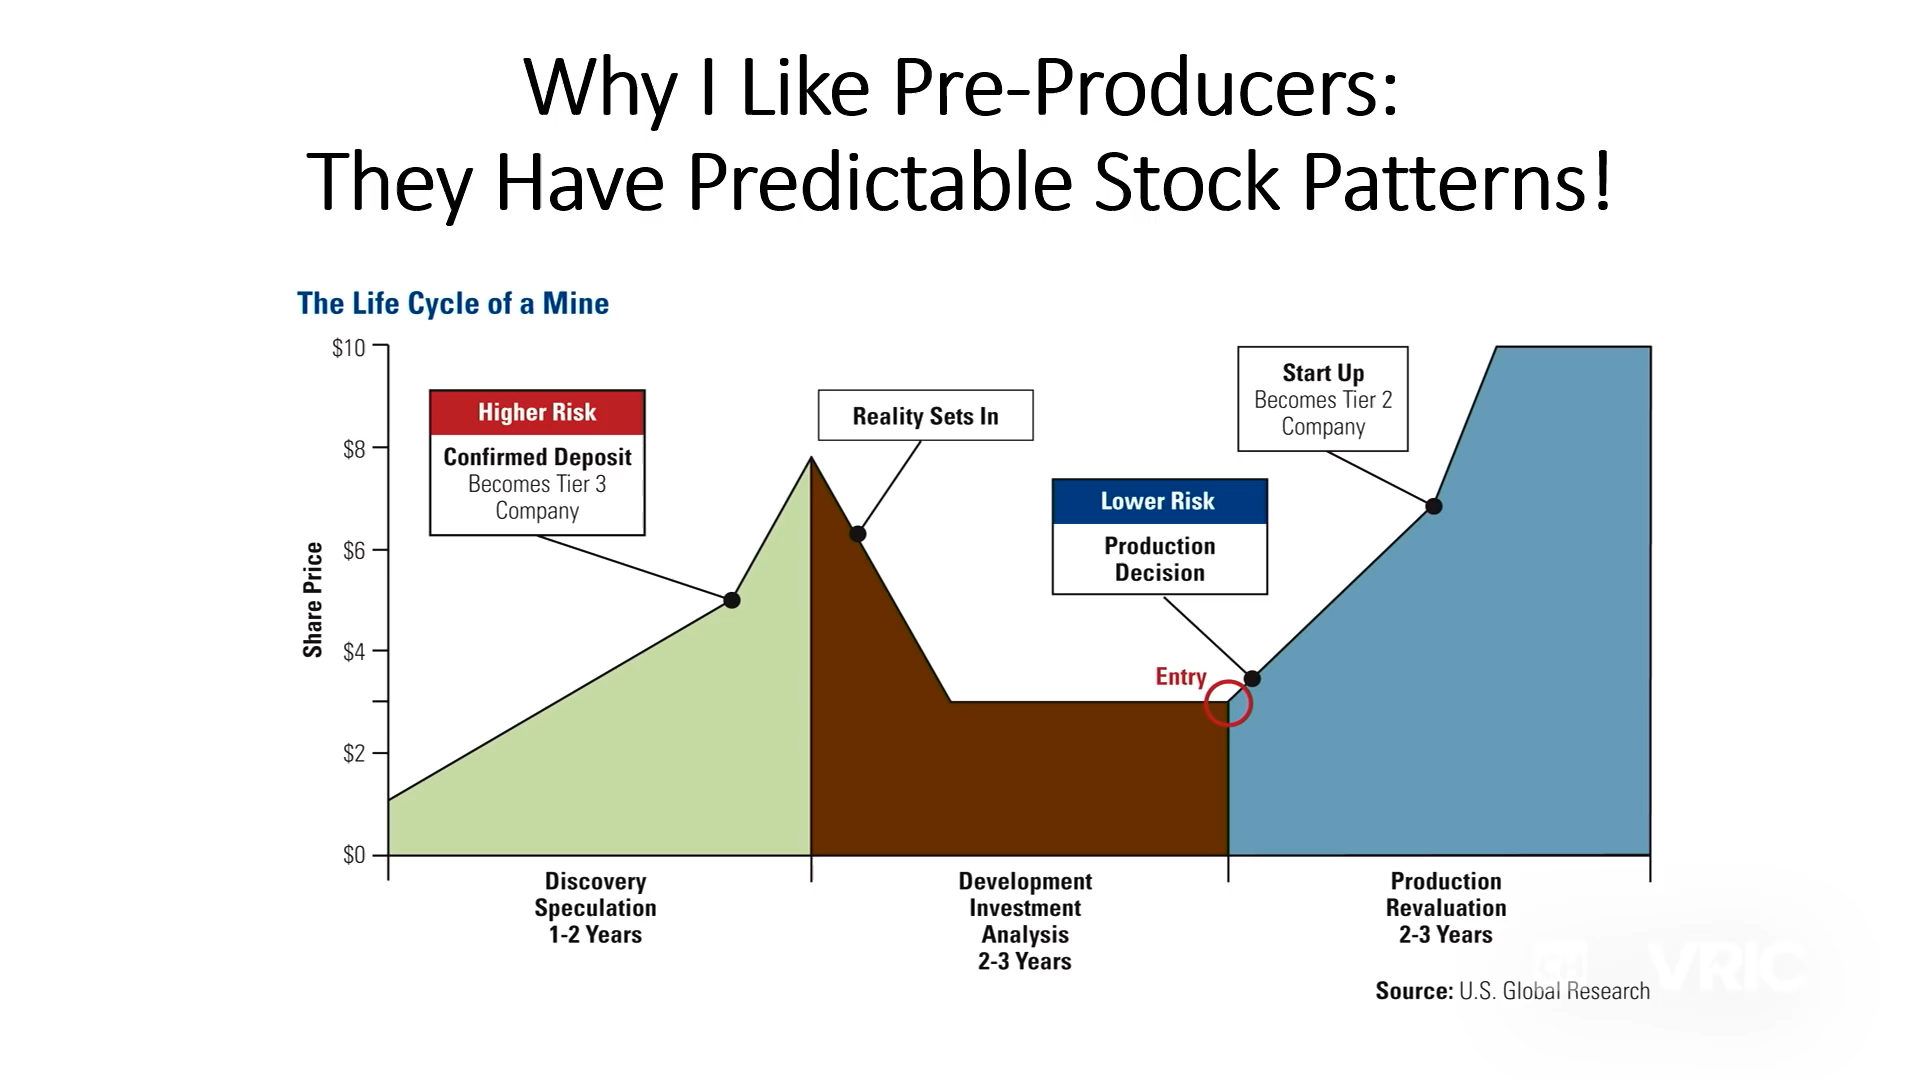 Why I Like Pre-Producers:
They Have Predictable Stock Patterns!
The Life Cycle of a Mine
$10
$8
$6
$4
$2
$0
Share Price
Higher Risk
Confirmed Deposit
Becomes Tier 3
Company
Reality Sets In
Lower Risk
Production
Decision
Entry
Start Up
Becomes Tier 2
Company
Discovery
Speculation
1-2 Years
Development
Investment
Analysis
2-3 Years
Production
Revaluation
2-3 Years
Source: U.S. Global Research
VRIC